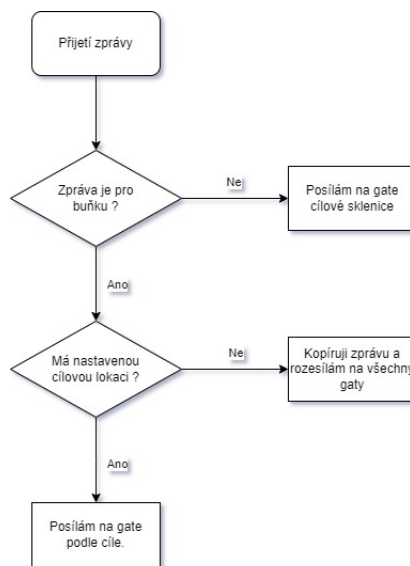 Přijetí zprávy
Zpráva je pro
buňku ?
Ne
Posílám na gate
cílové sklenice
Ano
Má nastavenou
cílovou lokaci ?
Ne
Kopíruji zprávu a
rozesílám na všechny
gaty
Ano
Posílám na gate
podle cíle.